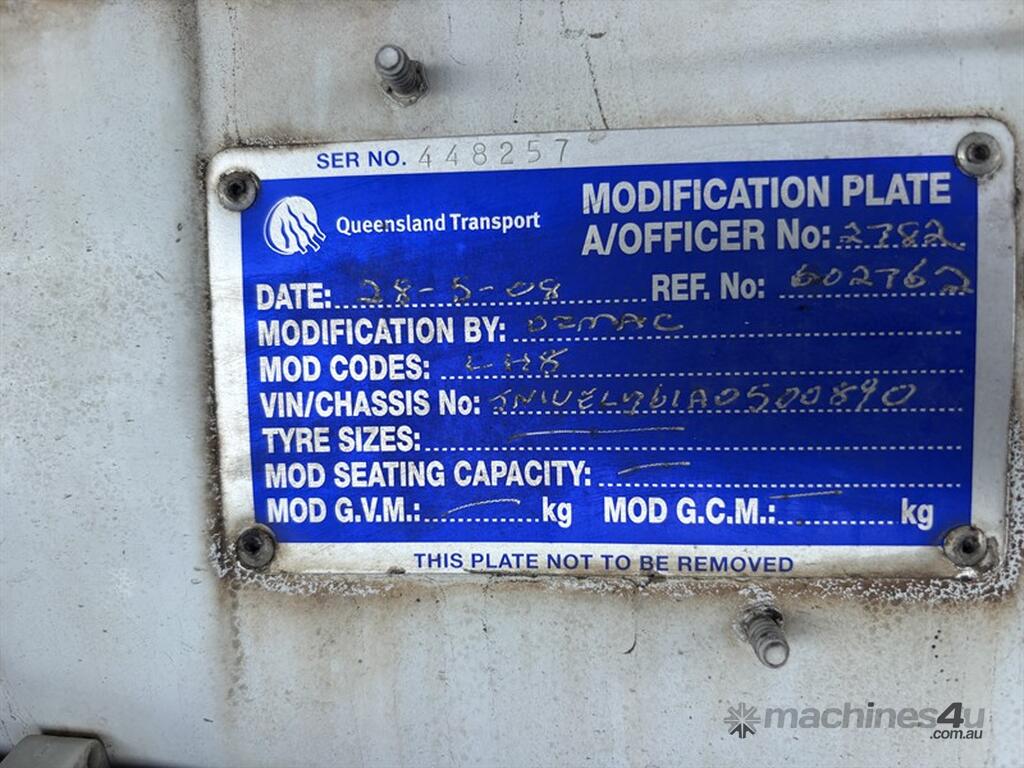 SER NO. 448257
Queensland Transport
MODIFICATION PLATE
A/OFFICER No: 2782
DATE: 28-5-08 REF. No: 602762
MODIFICATION BY: OZMAC
MOD CODES: LH8
VIN/CHASSIS No:
TYRE SIZES:
MOD SEATING CAPACITY:
MOD G.V.M.: kg MOD G.C.M.: kg
THIS PLATE NOT TO BE REMOVED
machines4u
.com.au